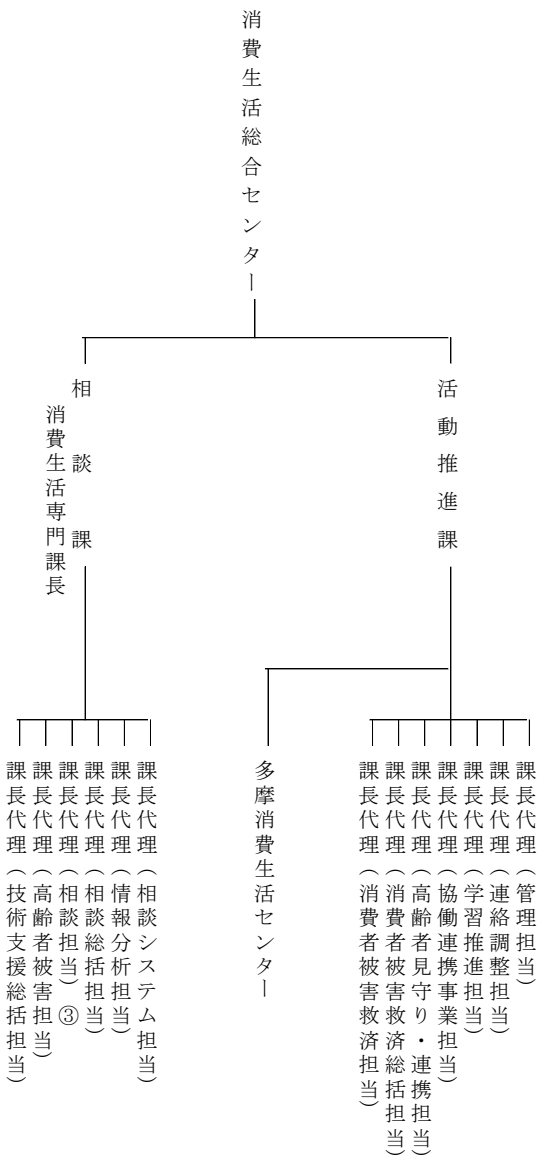 消費生活総合センター
活動推進課
課長代理（管理担当）
課長代理（連絡調整担当）
課長代理（学習推進担当）
課長代理（協働連携事業担当）
課長代理（高齢者見守り・連携担当）
課長代理（消費者被害救済総括担当）
課長代理（消費者被害救済担当）
多摩消費生活センター
相談課
消費生活専門課長
課長代理（相談システム担当）
課長代理（情報分析担当）
課長代理（相談総括担当）
課長代理（相談担当）③
課長代理（高齢者被害担当）
課長代理（技術支援総括担当）